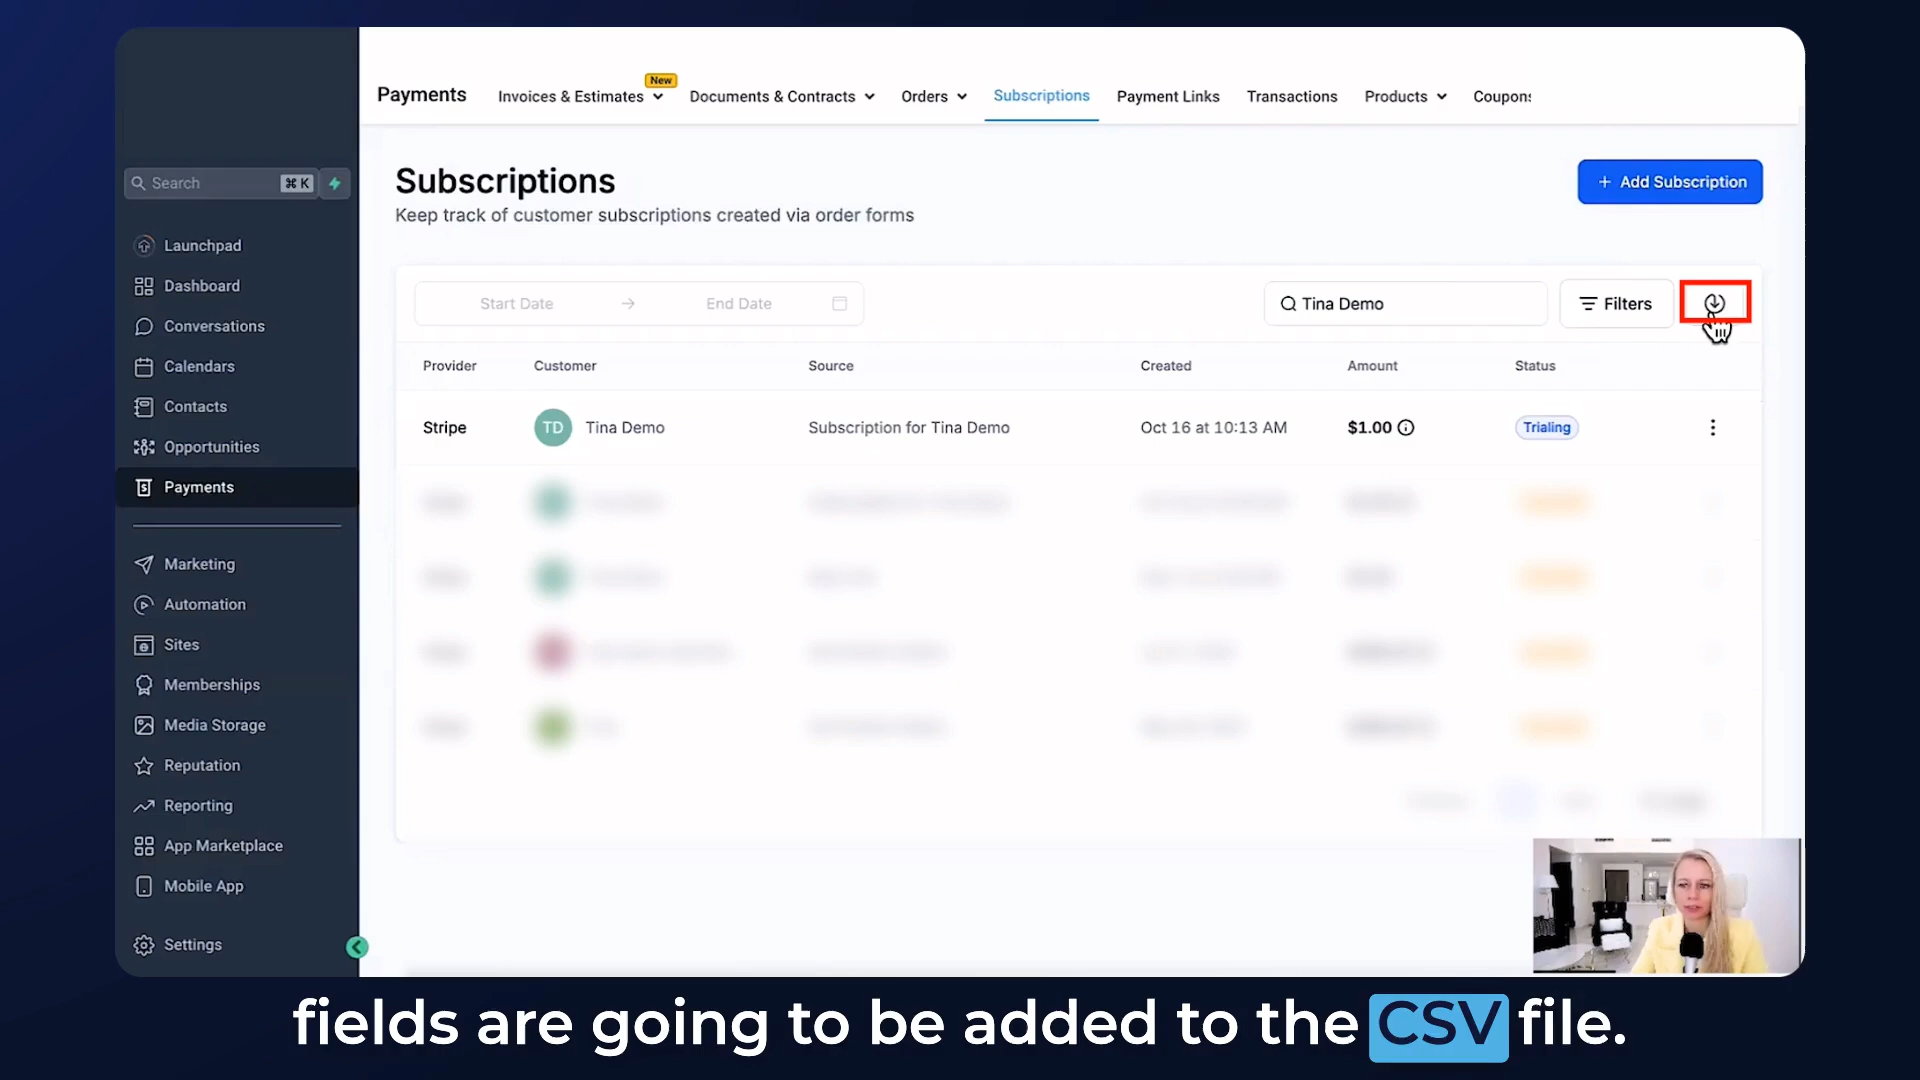 Payments
Invoices & Estimates
New
Documents & Contracts
Orders
Subscriptions
Payment Links
Transactions
Products
Coupons
Search
⌘ K
Launchpad
Dashboard
Conversations
Calendars
Contacts
Opportunities
Payments
Marketing
Automation
Sites
Memberships
Media Storage
Reputation
Reporting
App Marketplace
Mobile App
Settings
Subscriptions
+ Add Subscription
Keep track of customer subscriptions created via order forms
Start Date → End Date
Tina Demo
Filters
Provider Customer Source Created Amount Status
Stripe TD Tina Demo Subscription for Tina Demo Oct 16 at 10:13 AM $1.00 Trialing
fields are going to be added to the CSV file.